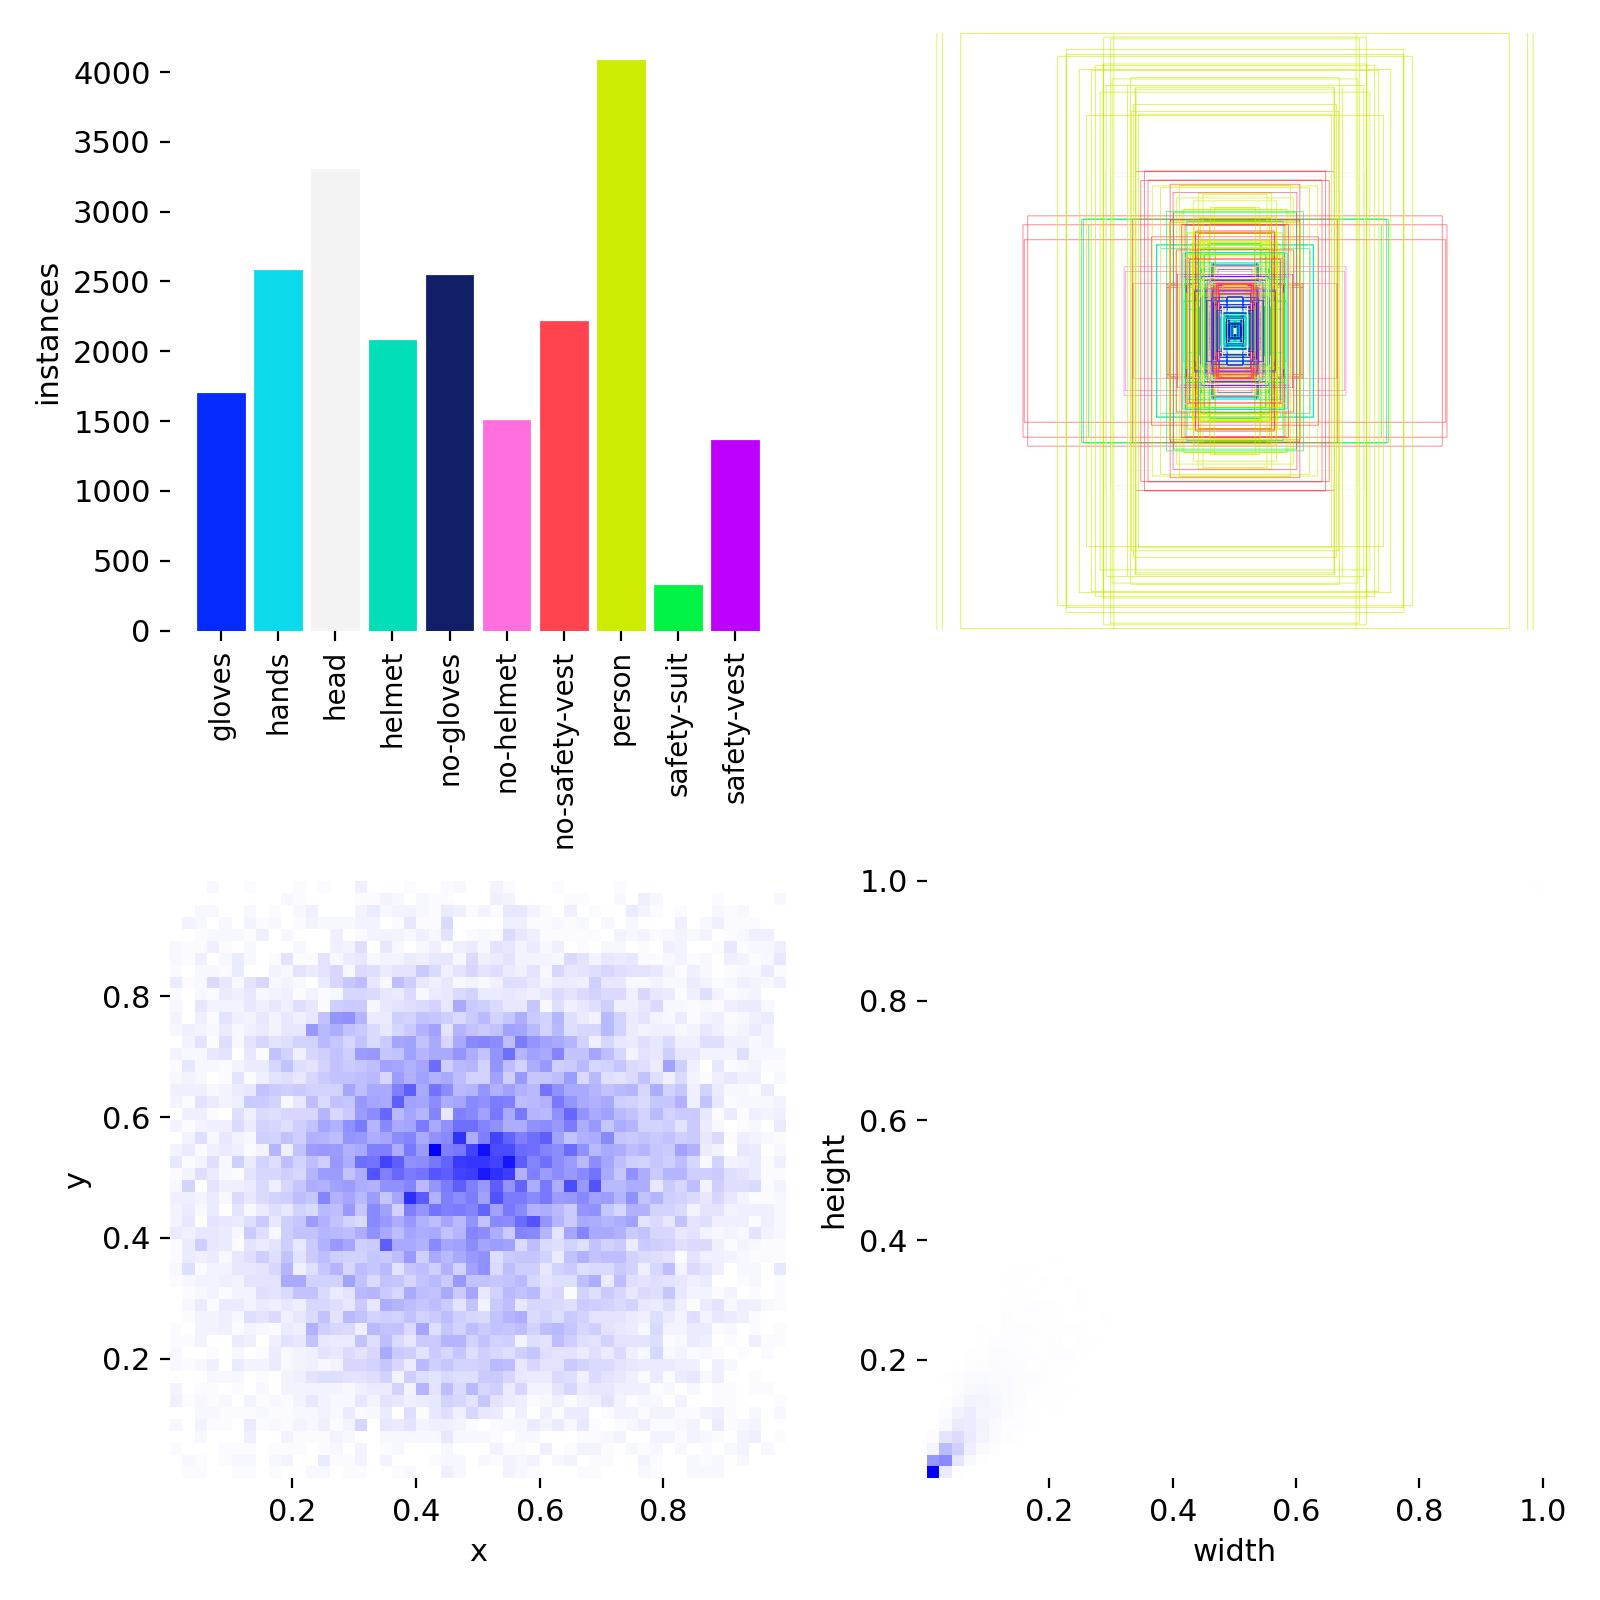 4000
3500
3000
2500
2000
1500
1000
500
0
instances
gloves
hands
head
helmet
no-gloves
no-helmet
no-safety-vest
person
safety-suit
safety-vest
0.8
0.6
0.4
0.2
y
0.2 0.4 0.6 0.8
x
1.0
0.8
0.6
0.4
0.2
height
0.2 0.4 0.6 0.8 1.0
width